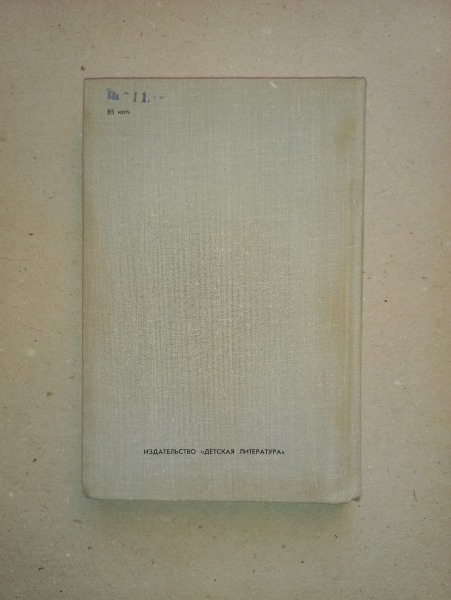 85 коп.
ИЗДАТЕЛЬСТВО «ДЕТСКАЯ ЛИТЕРАТУРА»